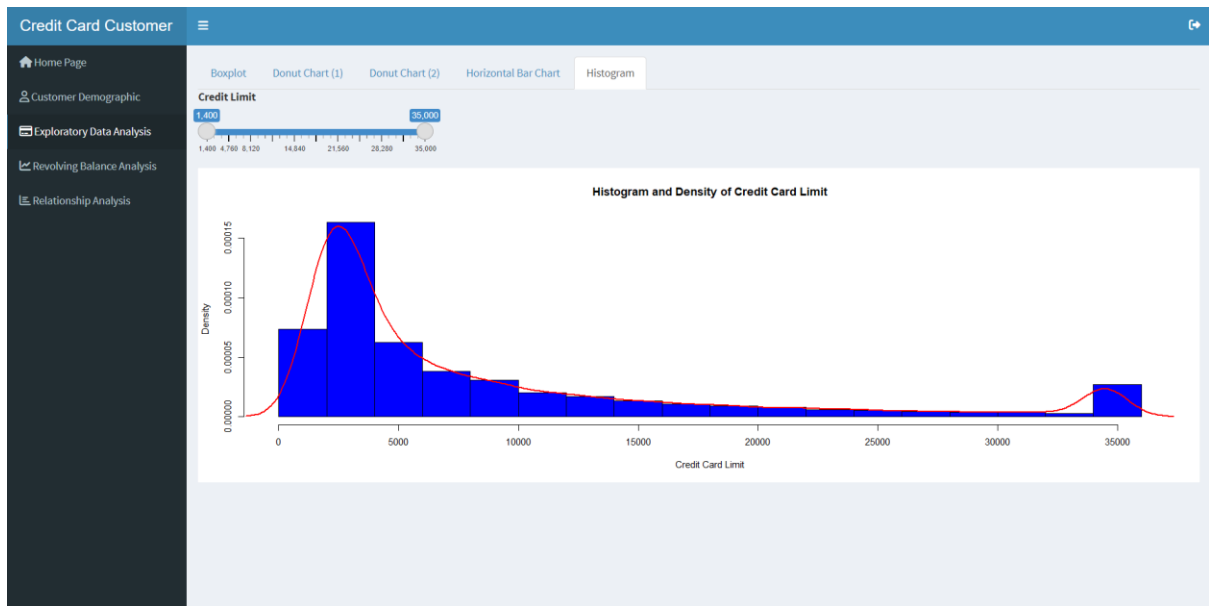 Credit Card Customer
Home Page
Customer Demographic
Exploratory Data Analysis
Revolving Balance Analysis
Relationship Analysis
Boxplot Donut Chart (1) Donut Chart (2) Horizontal Bar Chart Histogram
Credit Limit
1,400 35,000
1,400 4,760 8,120 14,840 21,560 28,280 35,000
Histogram and Density of Credit Card Limit
Density
0.00000 0.00005 0.00010 0.00015
0 5000 10000 15000 20000 25000 30000 35000
Credit Card Limit